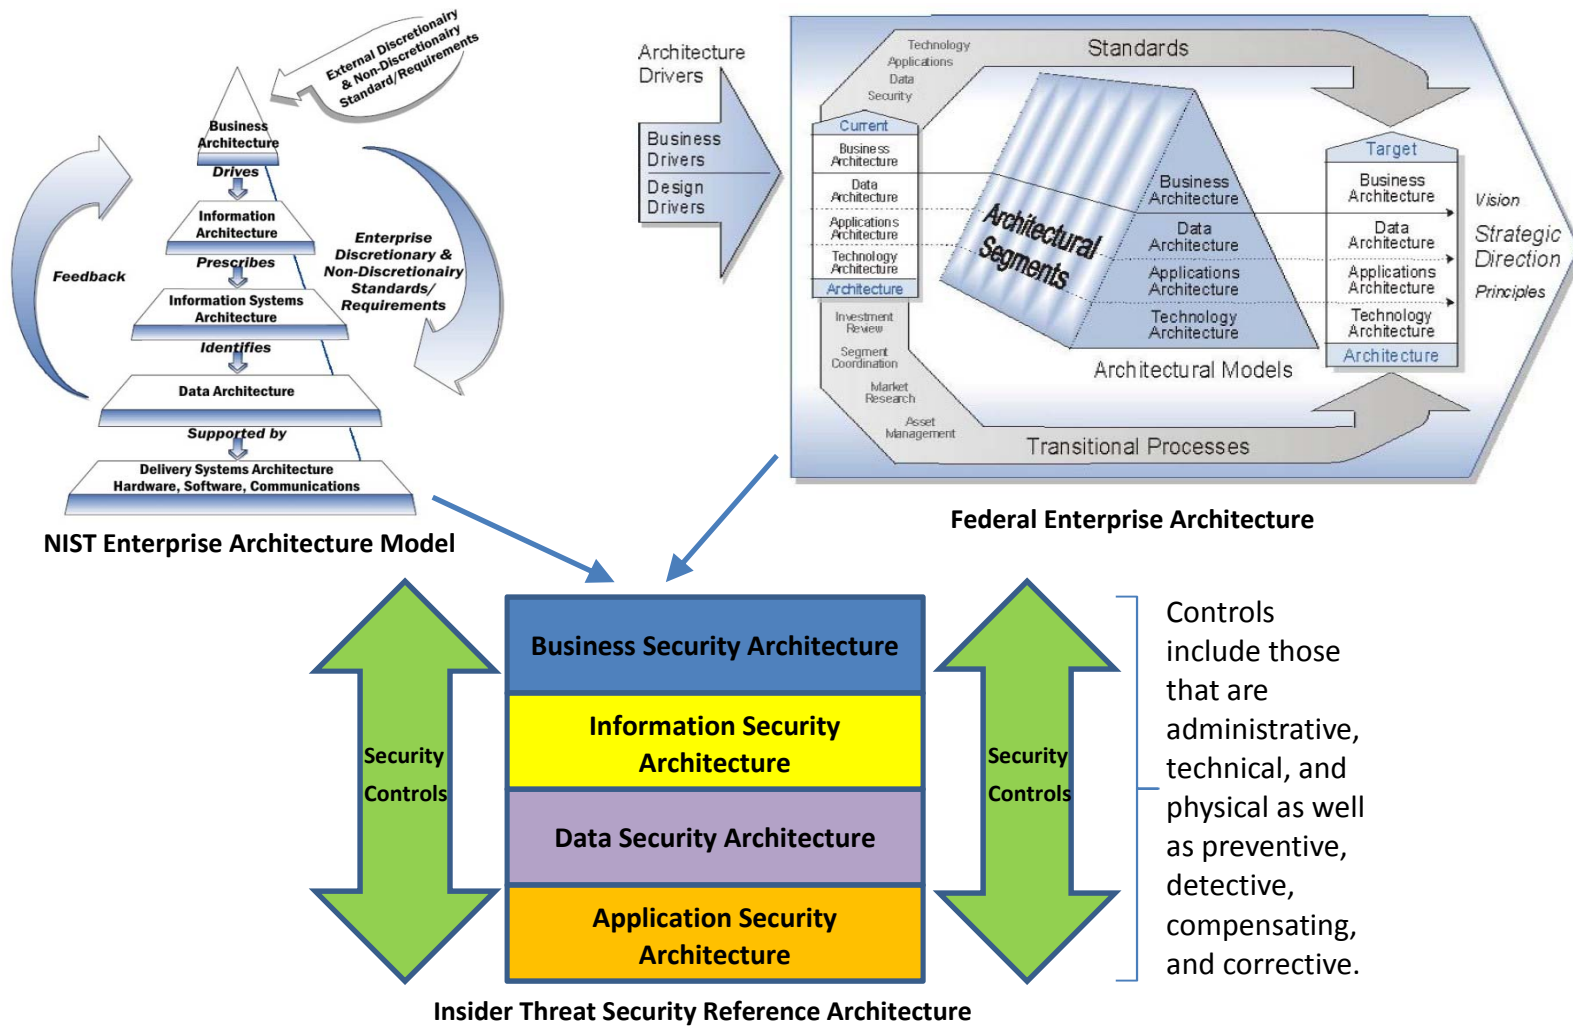 External Discretionairy
& Non-Discretionairy
Standard/Requirements
Business
Architecture
Drives
Information
Architecture
Prescribes
Information Systems
Architecture
Identifies
Data Architecture
Supported by
Delivery Systems Architecture
Hardware, Software, Communications
Feedback
Enterprise
Discretionary &
Non-Discretionairy
Standards/
Requirements
NIST Enterprise Architecture Model
Architecture
Drivers
Business
Drivers
Design
Drivers
Technology
Applications
Data
Security
Standards
Current
Business
Architecture
Data
Architecture
Applications
Architecture
Technology
Architecture
Architecture
Investment
Review
Segment
Coordination
Market
Research
Asset
Management
Transitional Processes
Architectural
Segments
Business
Architecture
Data
Architecture
Applications
Architecture
Technology
Architecture
Architectural Models
Target
Business
Architecture
Data
Architecture
Applications
Architecture
Technology
Architecture
Architecture
Vision
Strategic
Direction
Principles
Federal Enterprise Architecture
Security
Controls
Business Security Architecture
Information Security
Architecture
Data Security Architecture
Application Security
Architecture
Security
Controls
Controls
include those
that are
administrative,
technical, and
physical as well
as preventive,
detective,
compensating,
and corrective.
Insider Threat Security Reference Architecture